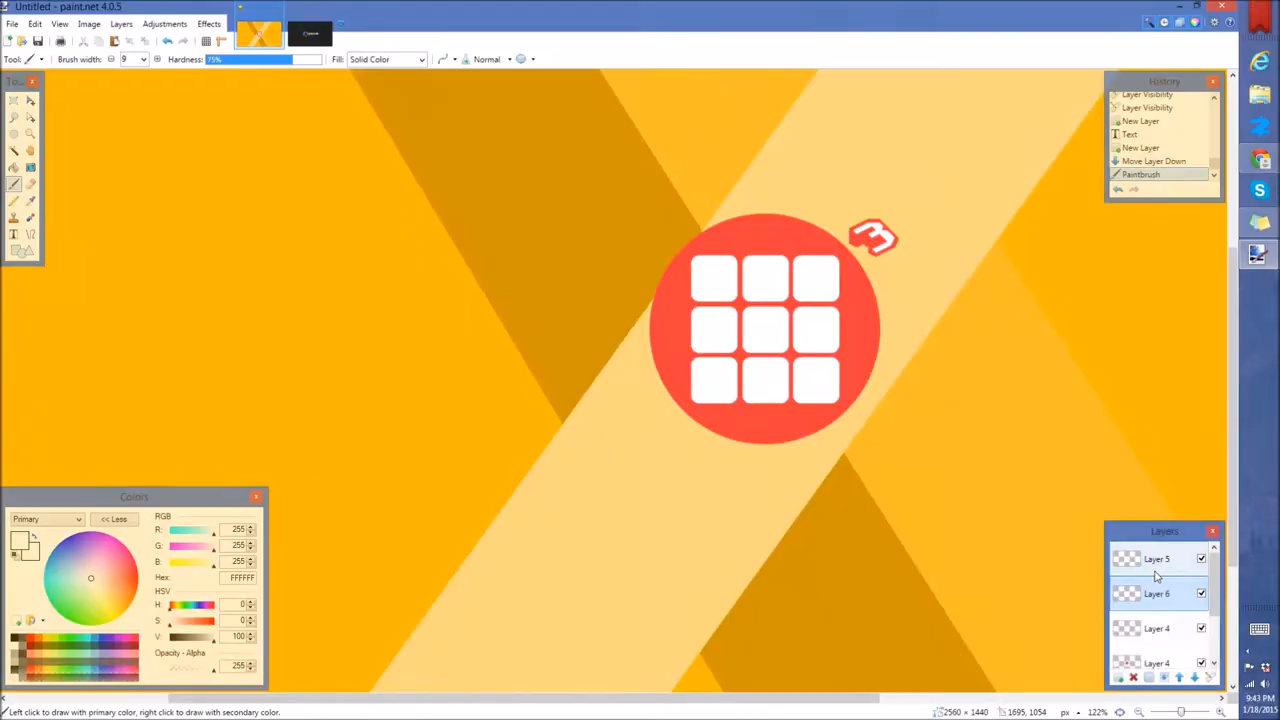 Untitled - paint.net 4.0.5
File Edit View Image Layers Adjustments Effects
Tool: Brush width: 9 Hardness: 75% Fill: Solid Color Normal
To...
History
Layer Visibility
Layer Visibility
New Layer
Text
New Layer
Move Layer Down
Paintbrush
3
Colors
Primary << Less
RGB
R: 255
G: 255
B: 255
Hex: FFFFFF
HSV
H: 0
S: 0
V: 100
Opacity - Alpha
255
Layers
Layer 5
Layer 6
Layer 4
Layer 4
Left click to draw with primary color, right click to draw with secondary color.
2560 × 1440 1695, 1054 px 122%
9:43 PM
1/18/2015